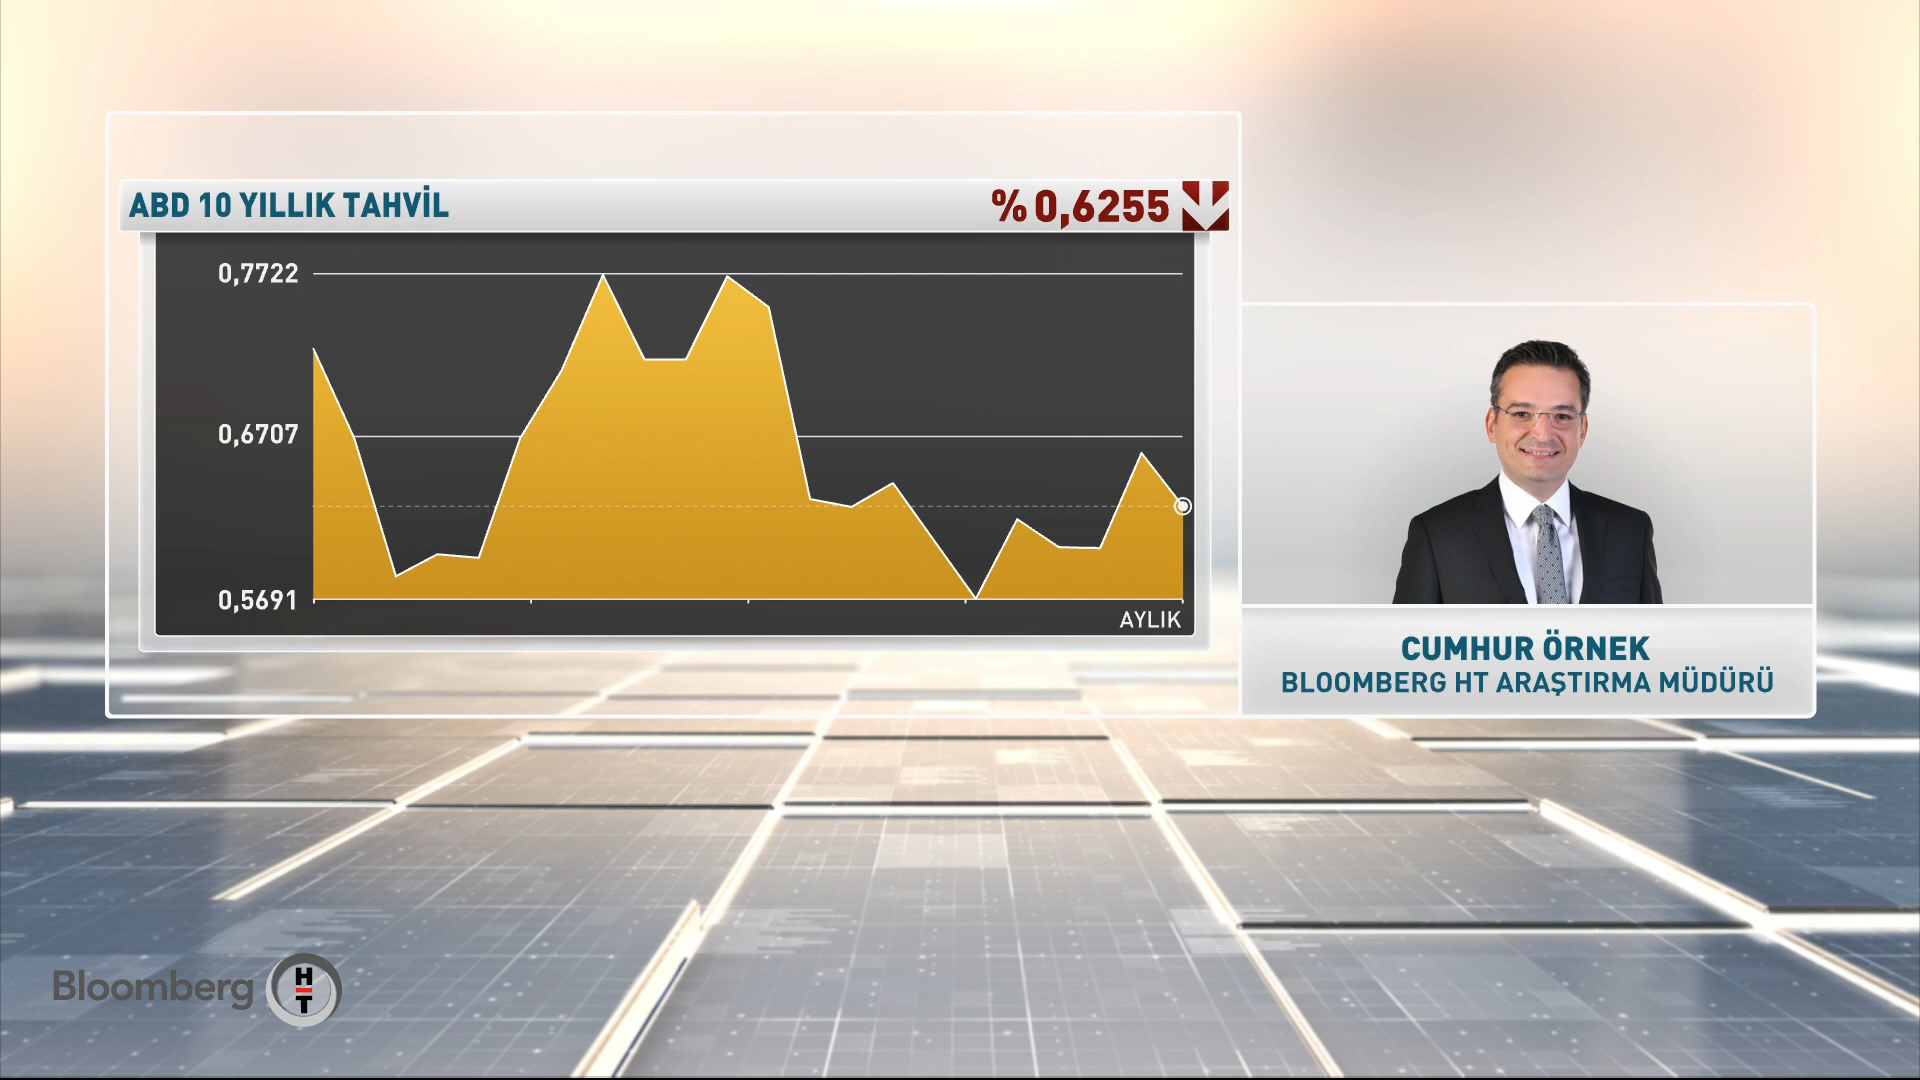 ABD 10 YILLIK TAHVİL
% 0,6255
0,7722
0,6707
0,5691
AYLIK
CUMHUR ÖRNEK
BLOOMBERG HT ARAŞTIRMA MÜDÜRÜ
Bloomberg HT